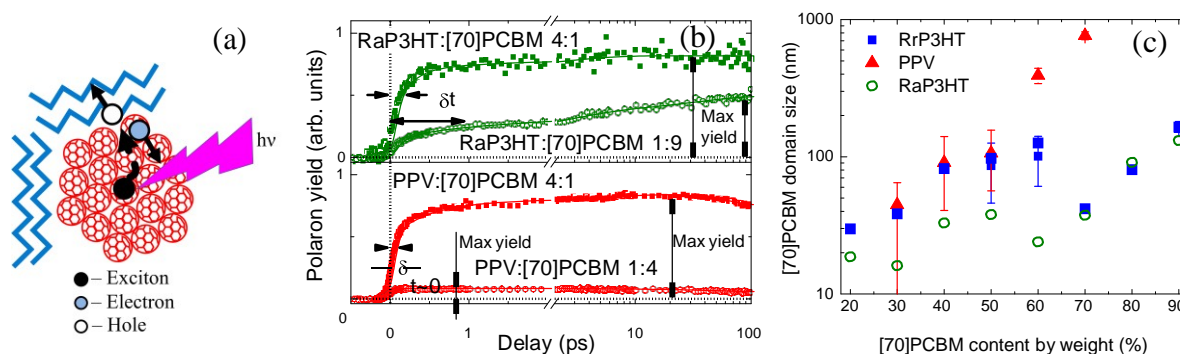 (a)
hν
– Exciton
– Electron
– Hole
(b)
Polaron yield (arb. units)
1
0
1
0
RaP3HT:[70]PCBM 4:1
δt
Max
yield
RaP3HT:[70]PCBM 1:9
PPV:[70]PCBM 4:1
Max yield
Max yield
δ
t=0
PPV:[70]PCBM 1:4
0 0 1 10 100
Delay (ps)
(c)
[70]PCBM domain size (nm)
1000
100
10
RrP3HT
PPV
RaP3HT
20 30 40 50 60 70 80 90
[70]PCBM content by weight (%)